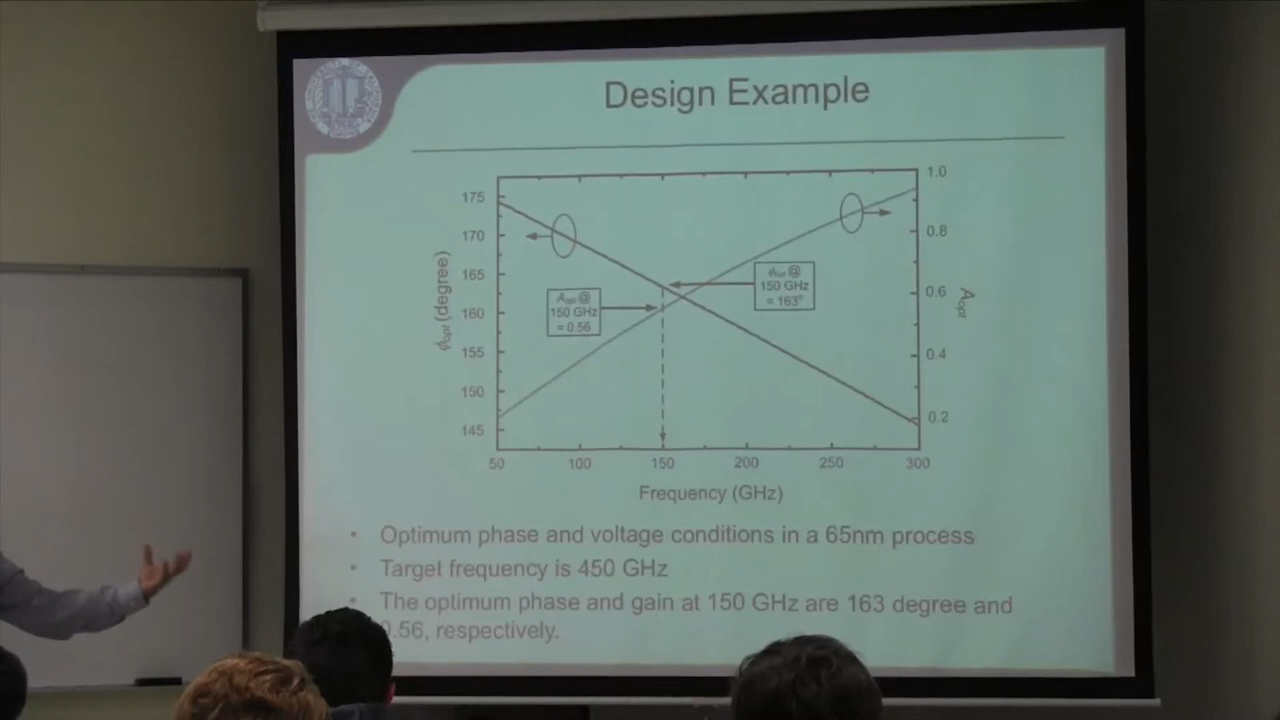 Design Example
175
170
165
160
155
150
145
ϕopt (degree)
1.0
0.8
0.6
0.4
0.2
Aopt
Aopt @
150 GHz
= 0.56
ϕopt @
150 GHz
= 163°
50
100
150
200
250
300
Frequency (GHz)
• Optimum phase and voltage conditions in a 65nm process
• Target frequency is 450 GHz
• The optimum phase and gain at 150 GHz are 163 degree and
0.56, respectively.